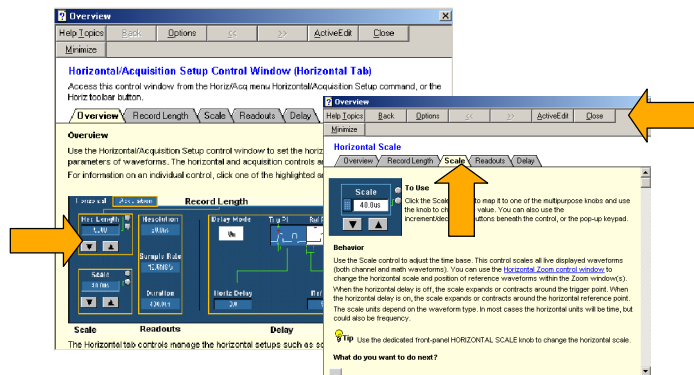 Overview
Help Topics Back Options << >> ActiveEdit Close
Minimize
Horizontal/Acquisition Setup Control Window (Horizontal Tab)
Access this control window from the Horiz/Acq menu Horizontal/Acquisition Setup command, or the
Horiz toolbar button.
Overview Record Length Scale Readouts Delay
Overview
Use the Horizontal/Acquisition Setup control window to set the horiz
parameters of waveforms. The horizontal and acquisition controls a
For information on an individual control, click one of the highlighted a
Horizontal Acquisition Record Length
Rec Length Resolution Delay Mode
Sample Rate
Scale
40.0us
Duration Horiz Delay
Scale Readouts Delay
The Horizontal tab controls manage the horizontal setups such as sc
Overview
Help Topics Back Options << >> ActiveEdit Close
Minimize
Horizontal Scale
Overview Record Length Scale Readouts Delay
Scale
40.0us
To Use
Click the Scale to map it to one of the multipurpose knobs and use
the knob to ch value. You can also use the
increment/dec uttons beneath the control, or the pop-up keypad.
Behavior
Use the Scale control to adjust the time base. This control scales all live displayed waveforms
(both channel and math waveforms). You can use the Horizontal Zoom control window to
change the horizontal scale and position of reference waveforms within the Zoom window(s).
When the horizontal delay is off, the scale expands or contracts around the trigger point. When
the horizontal delay is on, the scale expands or contracts around the horizontal reference point.
The scale units depend on the waveform type. In most cases the horizontal units will be time, but
could also be frequency.
Tip Use the dedicated front-panel HORIZONTAL SCALE knob to change the horizontal scale.
What do you want to do next?